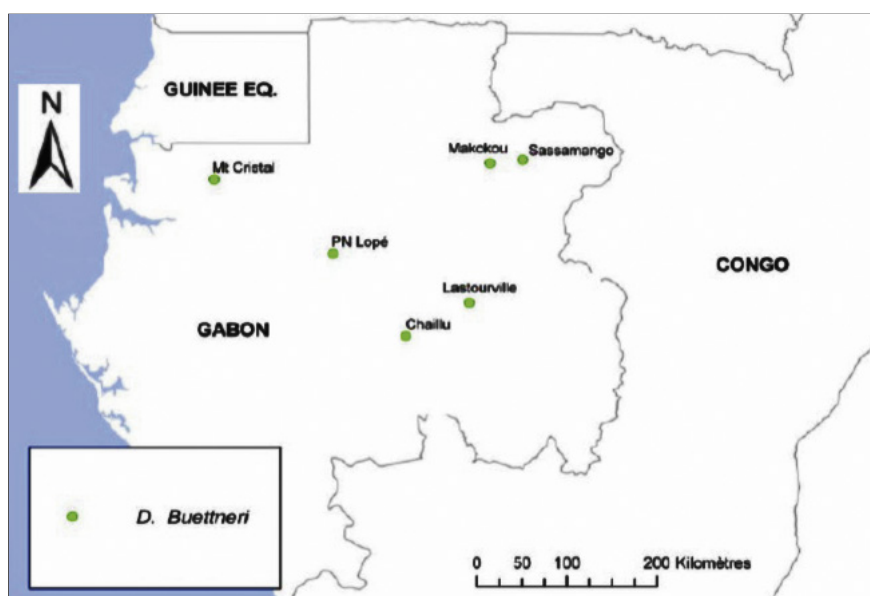 GUINEE EQ.
N
Makokou
Sassamango
Mt Cristal
PN Lopé
CONGO
Lastourville
GABON
Chaillu
D. Buettneri
0 50 100 200 Kilomètres